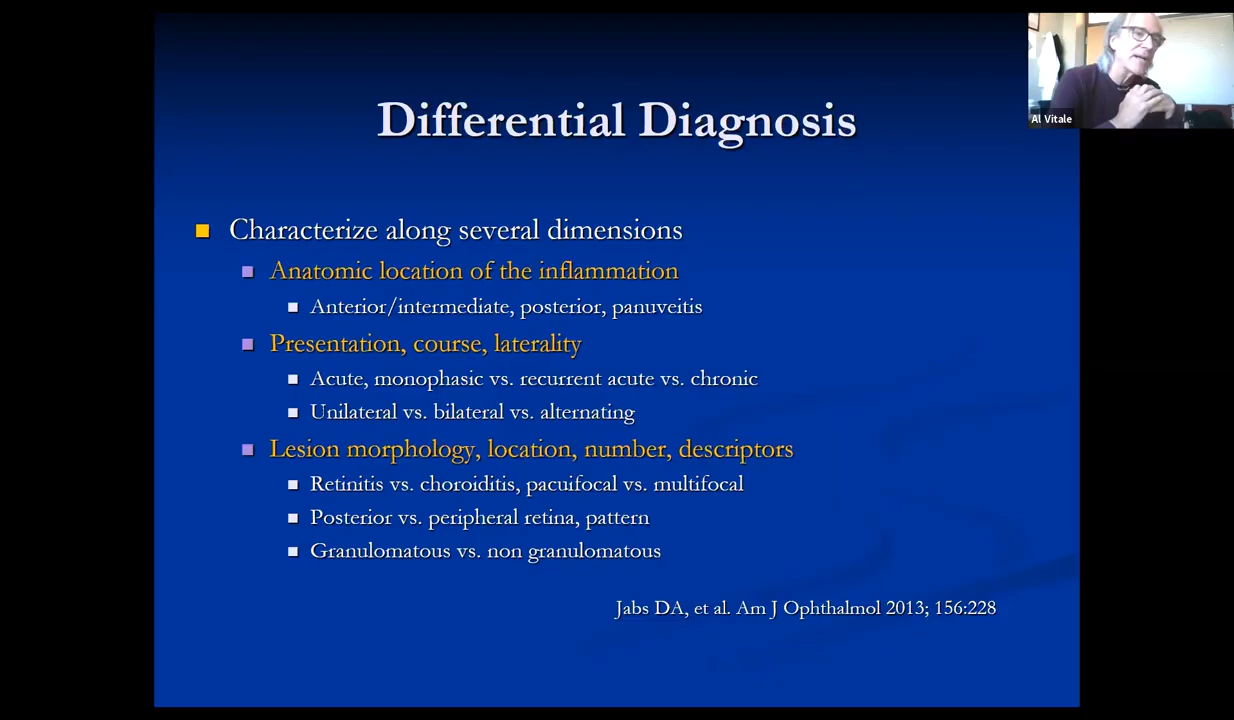 Differential Diagnosis
Al Vitale
Characterize along several dimensions
Anatomic location of the inflammation
Anterior/intermediate, posterior, panuveitis
Presentation, course, laterality
Acute, monophasic vs. recurrent acute vs. chronic
Unilateral vs. bilateral vs. alternating
Lesion morphology, location, number, descriptors
Retinitis vs. choroiditis, pacuifocal vs. multifocal
Posterior vs. peripheral retina, pattern
Granulomatous vs. non granulomatous
Jabs DA, et al. Am J Ophthalmol 2013; 156:228